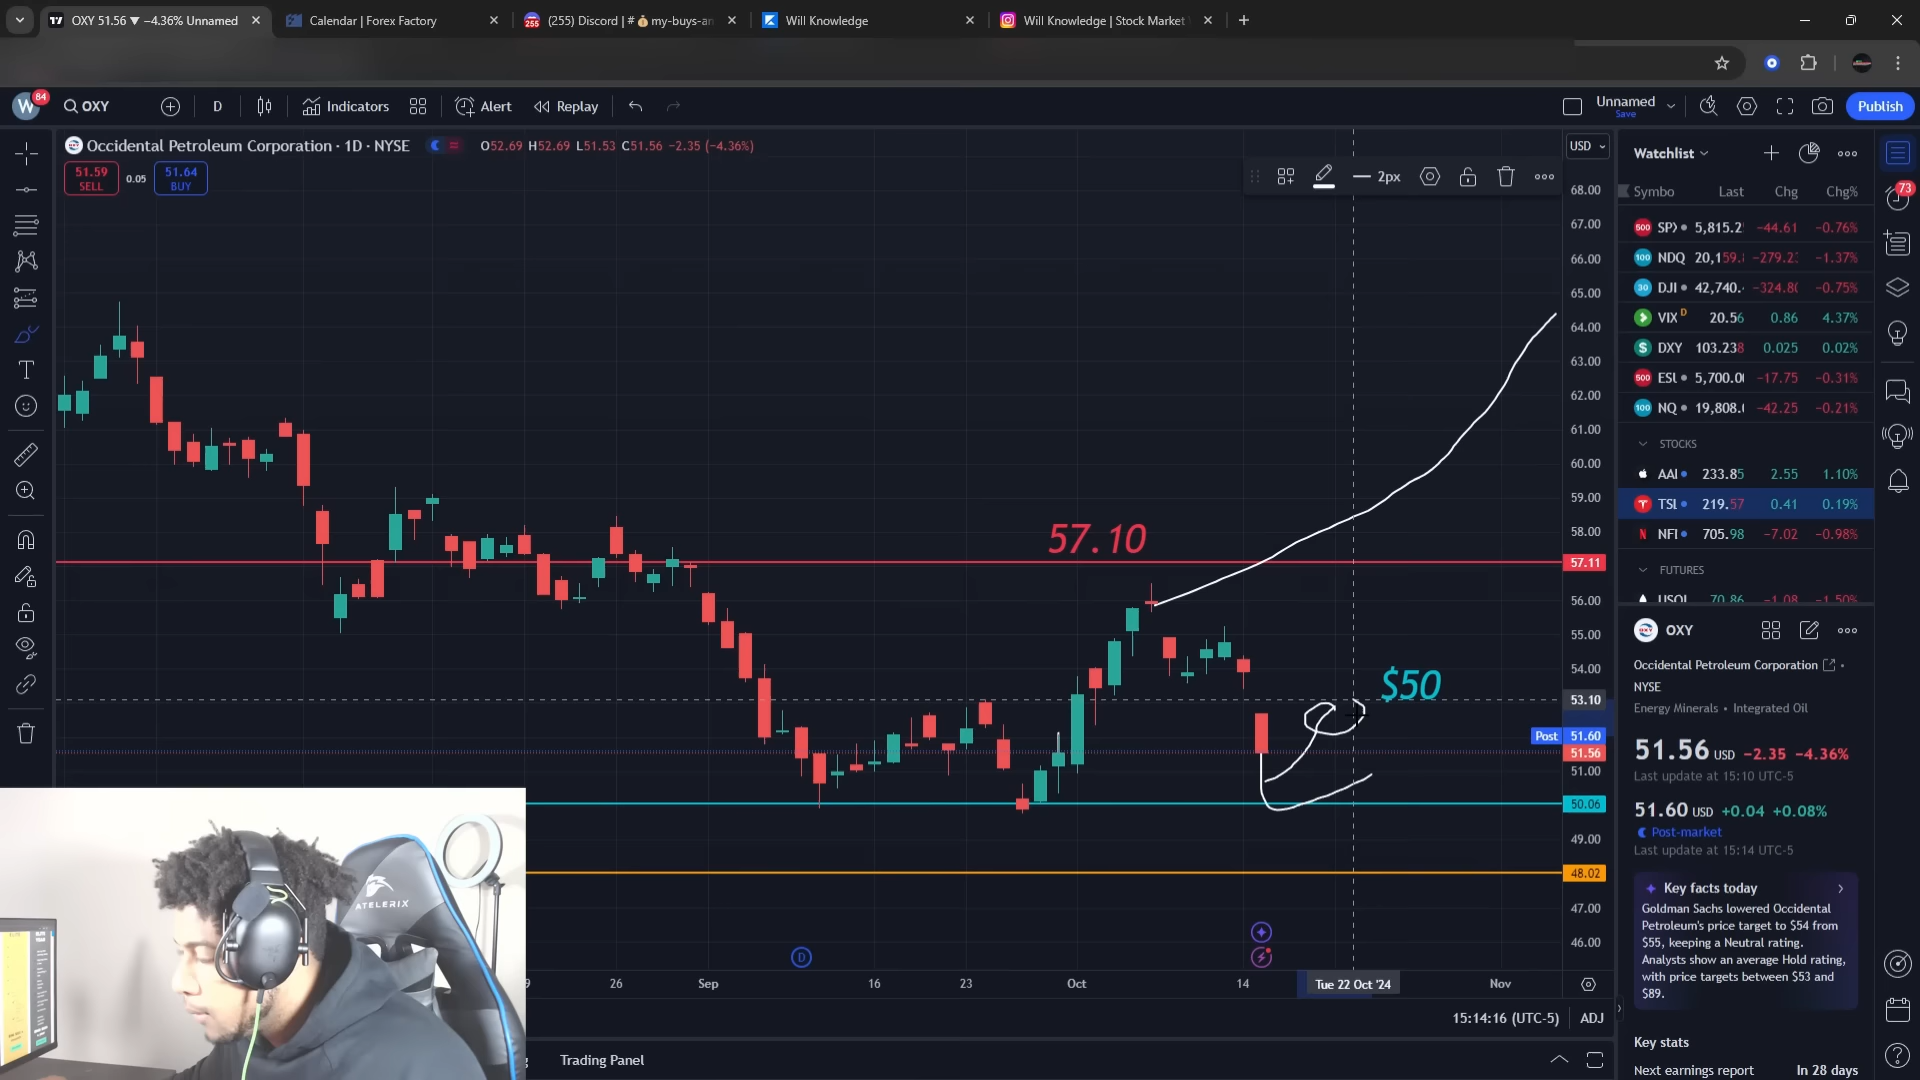 OXY 51.56 ▼ −4.36% Unnamed
Calendar | Forex Factory
(255) Discord | # 💰my-buys-an
Will Knowledge
Will Knowledge | Stock Market
W 84 OXY D Indicators Alert Replay Unnamed Save Publish
Occidental Petroleum Corporation · 1D · NYSE O52.69 H52.69 L51.53 C51.56 −2.35 (−4.36%)
51.59 SELL 0.05 51.64 BUY
2px
USD
68.00
67.00
66.00
65.00
64.00
63.00
62.00
61.00
60.00
59.00
58.00
57.11
56.00
55.00
54.00
53.10
Post 51.60
51.56
51.00
50.06
49.00
48.02
47.00
46.00
57.10
$50
D
26 Sep 16 23 Oct 14 Tue 22 Oct '24 Nov
15:14:16 (UTC-5) ADJ
Trading Panel
ATELERIX
Watchlist
73
Symbo Last Chg Chg%
500 SP 5,815.2 −44.61 −0.76%
100 NDQ 20,159. −279.2 −1.37%
30 DJI 42,740. −324.8 −0.75%
VIX D 20.56 0.86 4.37%
DXY 103.238 0.025 0.02%
500 ES 5,700.0 −17.75 −0.31%
100 NQ 19,808. −42.25 −0.21%
STOCKS
AA 233.85 2.55 1.10%
TSL 219.57 0.41 0.19%
NF 705.98 −7.02 −0.98%
FUTURES
USO 70.86 −1.08 −1.50%
OXY
Occidental Petroleum Corporation
NYSE
Energy Minerals • Integrated Oil
51.56 USD −2.35 −4.36%
Last update at 15:10 UTC-5
51.60 USD +0.04 +0.08%
Post-market
Last update at 15:14 UTC-5
Key facts today
Goldman Sachs lowered Occidental
Petroleum's price target to $54 from
$55, keeping a Neutral rating.
Analysts show an average Hold rating,
with price targets between $53 and
$89.
Key stats
Next earnings report In 28 days